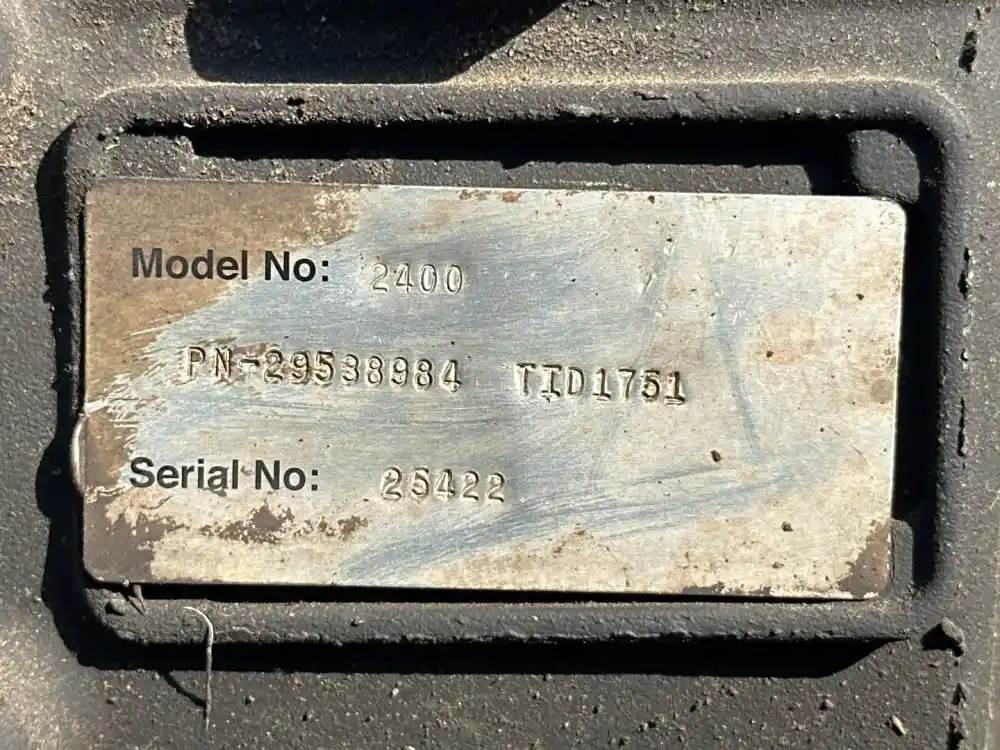 Model No: 2400
PN-29538984 TID1751
Serial No: 25422